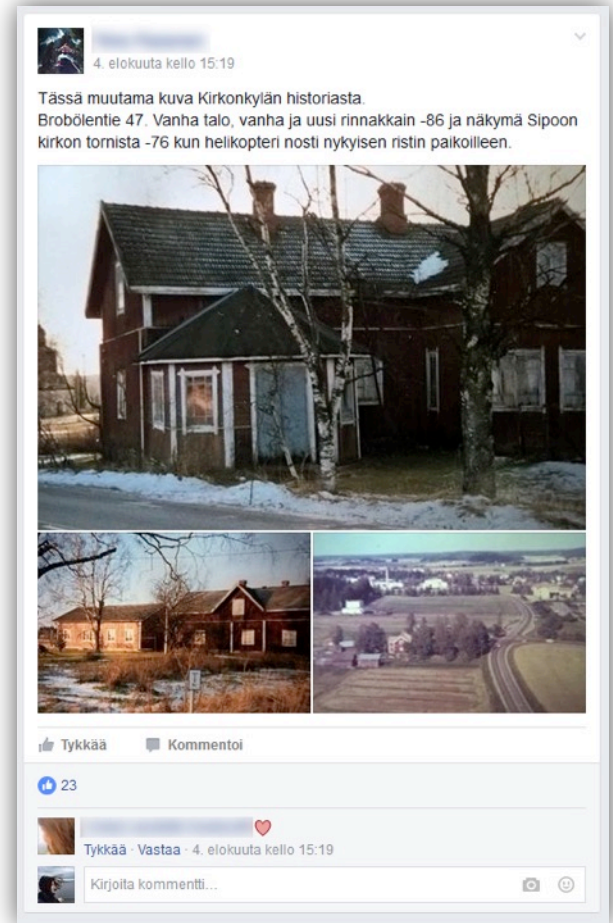 4. elokuuta kello 15:19
Tässä muutama kuva Kirkonkylän historiasta.
Brobölentie 47. Vanha talo, vanha ja uusi rinnakkain -86 ja näkymä Sipoon
kirkon tornista -76 kun helikopteri nosti nykyisen ristin paikoilleen.
Tykkää Kommentoi
23
Tykkää · Vastaa · 4. elokuuta kello 15:19
Kirjoita kommentti...